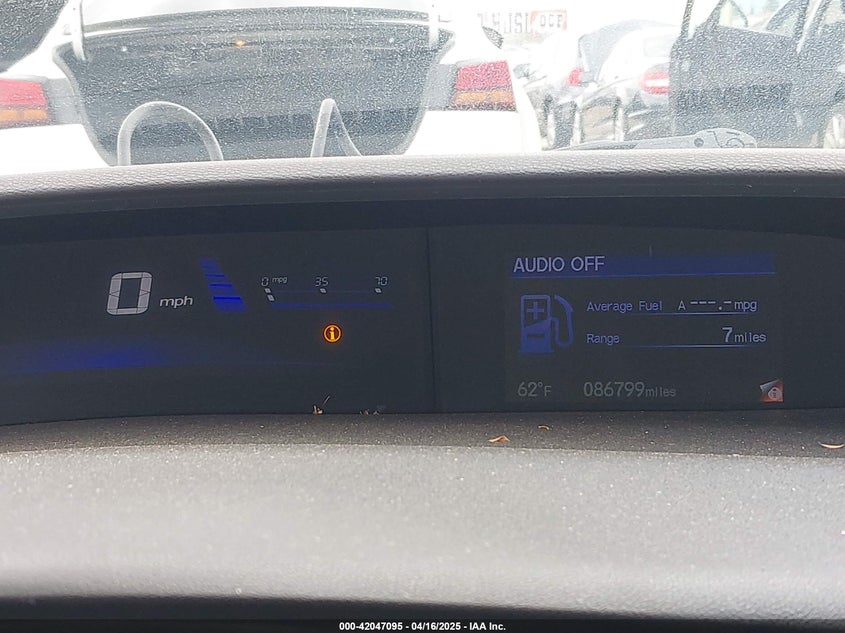 0 mph
0 mpg 35 70
AUDIO OFF
Average Fuel A ---.- mpg
Range 7 miles
62°F 086799 miles
000-42047095 - 04/16/2025 - IAA Inc.